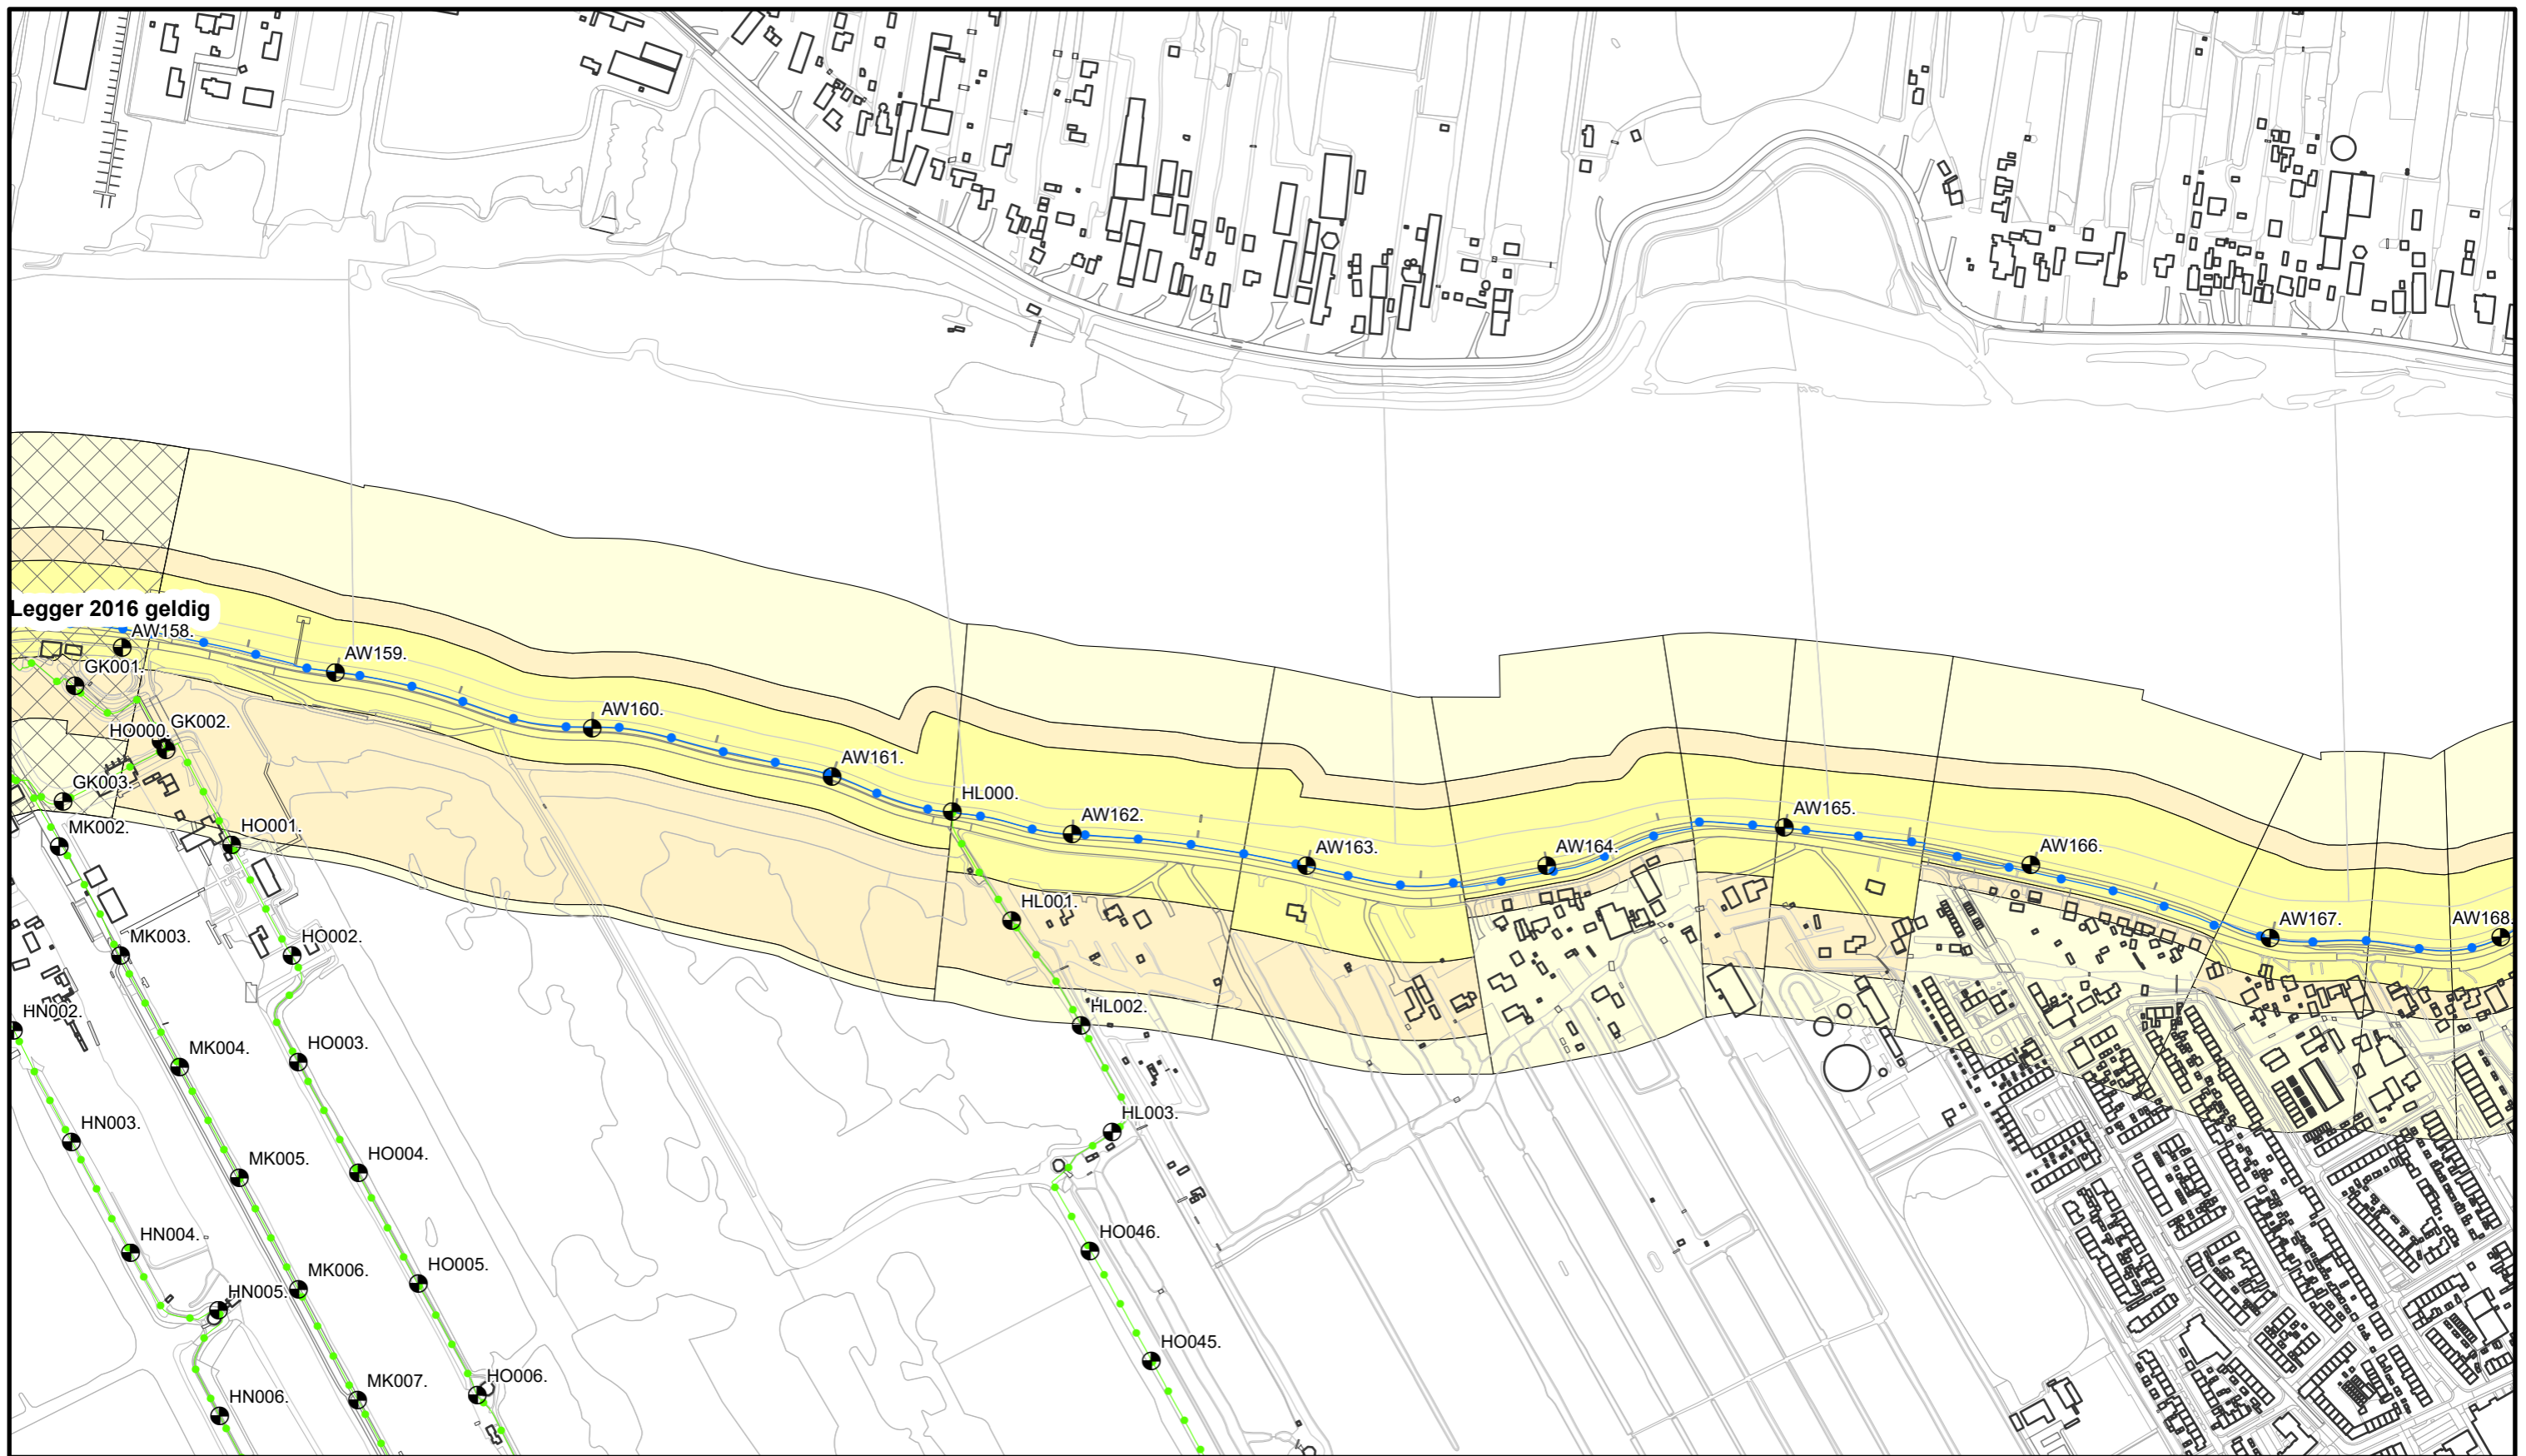 Legger 2016 geldig
AW158.
GK001.
AW159.
GK002.
HO000.
AW160.
AW161.
GK003.
HL000.
MK002.
HO001.
AW162.
AW163.
AW164.
AW165.
AW166.
AW167.
AW168.
HL001.
MK003.
HO002.
HN002.
HL002.
MK004.
HO003.
HN003.
HL003.
MK005.
HO004.
HN004.
HO046.
MK006.
HO005.
HN005.
HO045.
MK007.
HO006.
HN006.